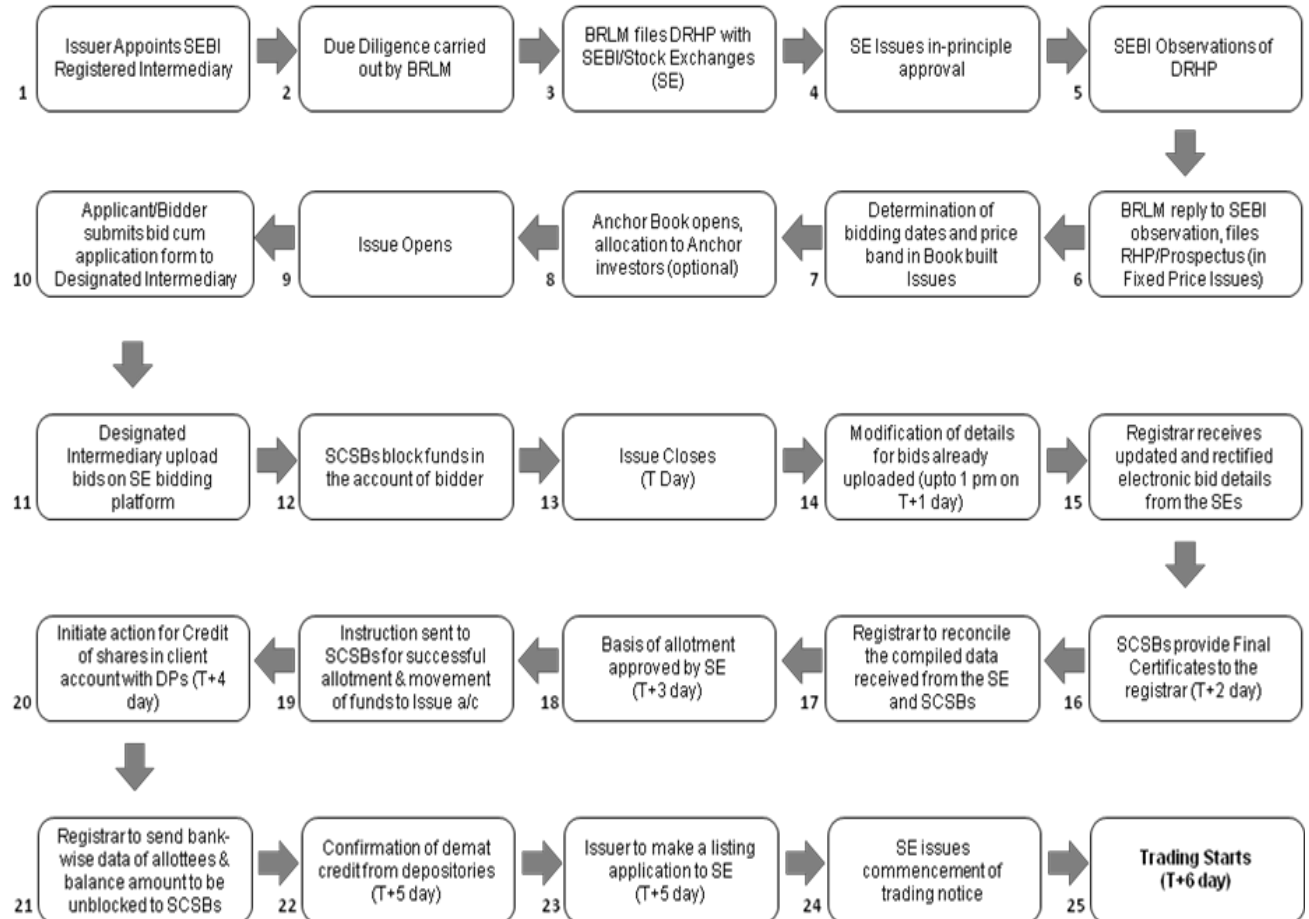 1
Issuer Appoints SEBI
Registered Intermediary
2
Due Diligence carried
out by BRLM
3
BRLM files DRHP with
SEBI/Stock Exchanges
(SE)
4
SE Issues in-principle
approval
5
SEBI Observations of
DRHP
6
BRLM reply to SEBI
observation, files
RHP/Prospectus (in
Fixed Price Issues)
7
Determination of
bidding dates and price
band in Book built
Issues
8
Anchor Book opens,
allocation to Anchor
investors (optional)
9
Issue Opens
10
Applicant/Bidder
submits bid cum
application form to
Designated Intermediary
11
Designated
Intermediary upload
bids on SE bidding
platform
12
SCSBs block funds in
the account of bidder
13
Issue Closes
(T Day)
14
Modification of details
for bids already
uploaded (upto 1 pm on
T+1 day)
15
Registrar receives
updated and rectified
electronic bid details
from the SEs
16
SCSBs provide Final
Certificates to the
registrar (T+2 day)
17
Registrar to reconcile
the compiled data
received from the SE
and SCSBs
18
Basis of allotment
approved by SE
(T+3 day)
19
Instruction sent to
SCSBs for successful
allotment & movement
of funds to Issue a/c
20
Initiate action for Credit
of shares in client
account with DPs (T+4
day)
21
Registrar to send bank-
wise data of allottees &
balance amount to be
unblocked to SCSBs
22
Confirmation of demat
credit from depositories
(T+5 day)
23
Issuer to make a listing
application to SE
(T+5 day)
24
SE issues
commencement of
trading notice
25
Trading Starts
(T+6 day)